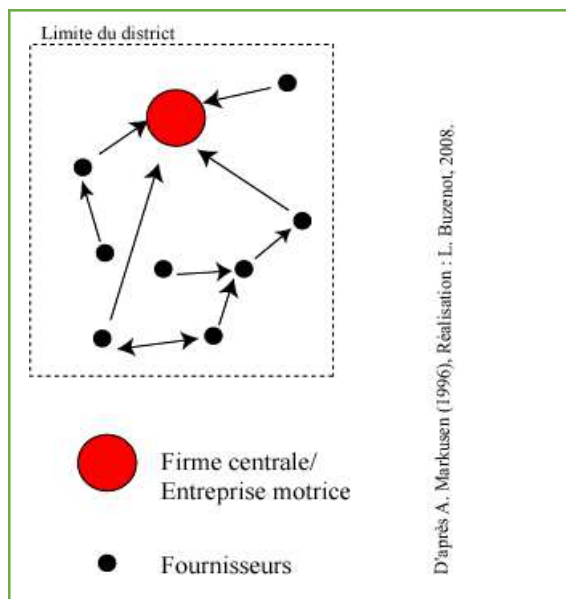 Limite du district
Firme centrale/
Entreprise motrice
Fournisseurs
D'après A. Markusen (1996), Réalisation : L. Buzenot, 2008.